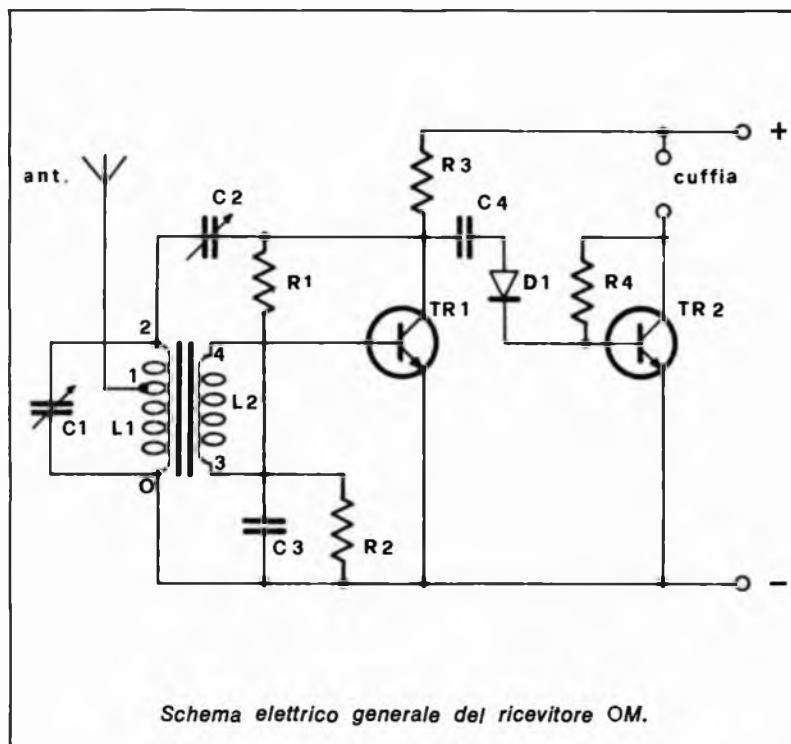 +
R3
cuffia
ant.
C2
C4
R1
D1
R4
TR1
TR2
2
4
1
L1
L2
C1
3
O
C3
R2
-
Schema elettrico generale del ricevitore OM.